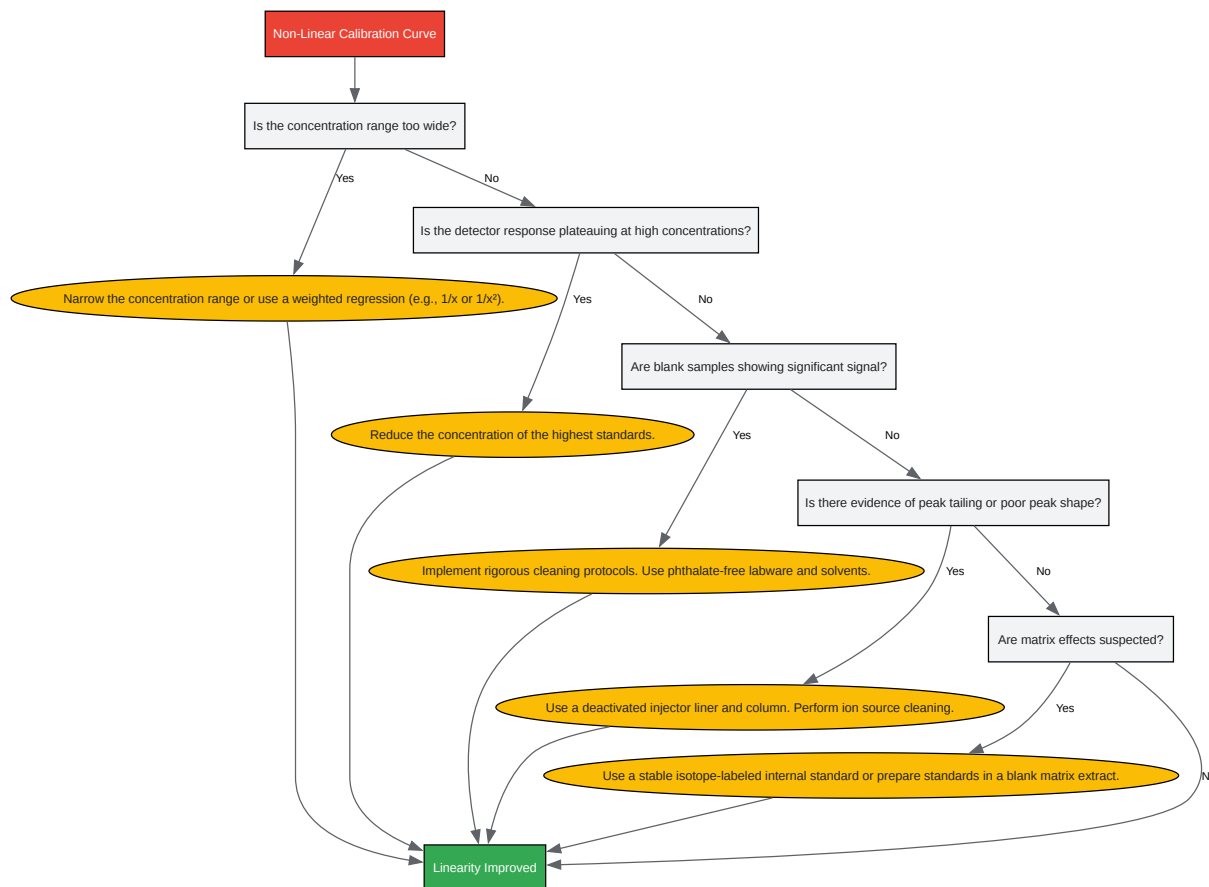 Non-Linear Calibration Curve
Is the concentration range too wide?
Yes
No
Is the detector response plateauing at high concentrations?
Narrow the concentration range or use a weighted regression (e.g., 1/x or 1/x²).
Yes
No
Are blank samples showing significant signal?
Reduce the concentration of the highest standards.
Yes
No
Is there evidence of peak tailing or poor peak shape?
Implement rigorous cleaning protocols. Use phthalate-free labware and solvents.
Yes
No
Are matrix effects suspected?
Use a deactivated injector liner and column. Perform ion source cleaning.
Yes
Use a stable isotope-labeled internal standard or prepare standards in a blank matrix extract.
N
Linearity Improved